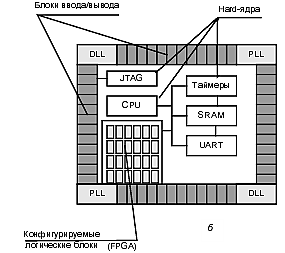 Блоки ввода/вывода
Hard-ядра
DLL
PLL
JTAG
Таймеры
CPU
SRAM
UART
PLL
DLL
б
Конфигурируемые
логические блоки (FPGA)